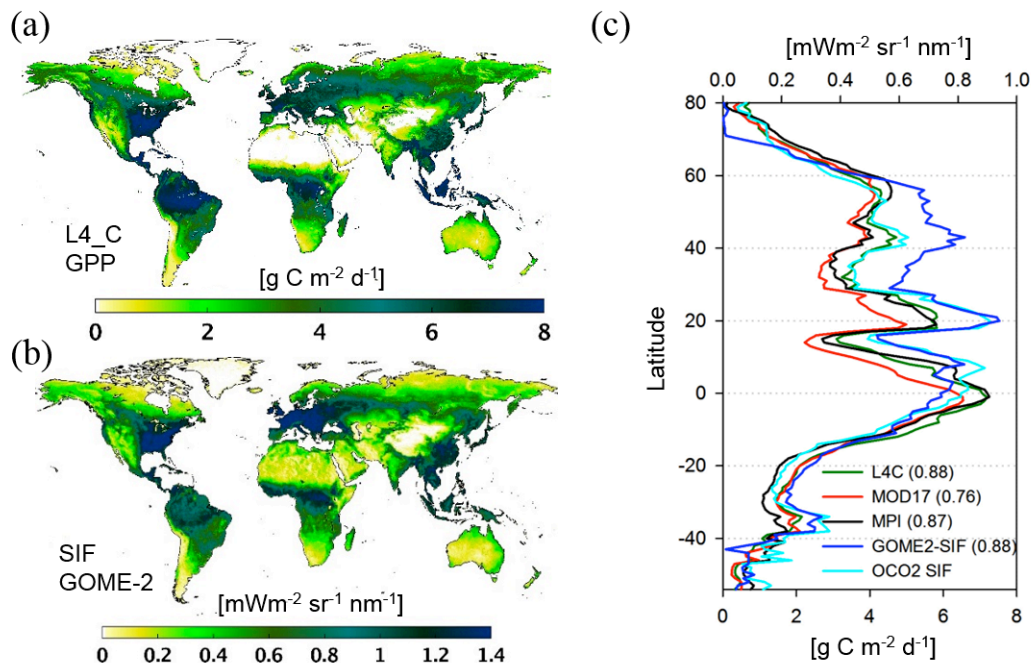 (a)
L4_C
GPP
[g C m-2 d-1]
0 2 4 6 8
(b)
SIF
GOME-2
[mWm-2 sr-1 nm-1]
0 0.2 0.4 0.6 0.8 1 1.2 1.4
(c)
[mWm-2 sr-1 nm-1]
0.0 0.2 0.4 0.6 0.8 1.0
80
60
40
20
0
-20
-40
Latitude
L4C (0.88)
MOD17 (0.76)
MPI (0.87)
GOME2-SIF (0.88)
OCO2 SIF
0 2 4 6 8
[g C m-2 d-1]